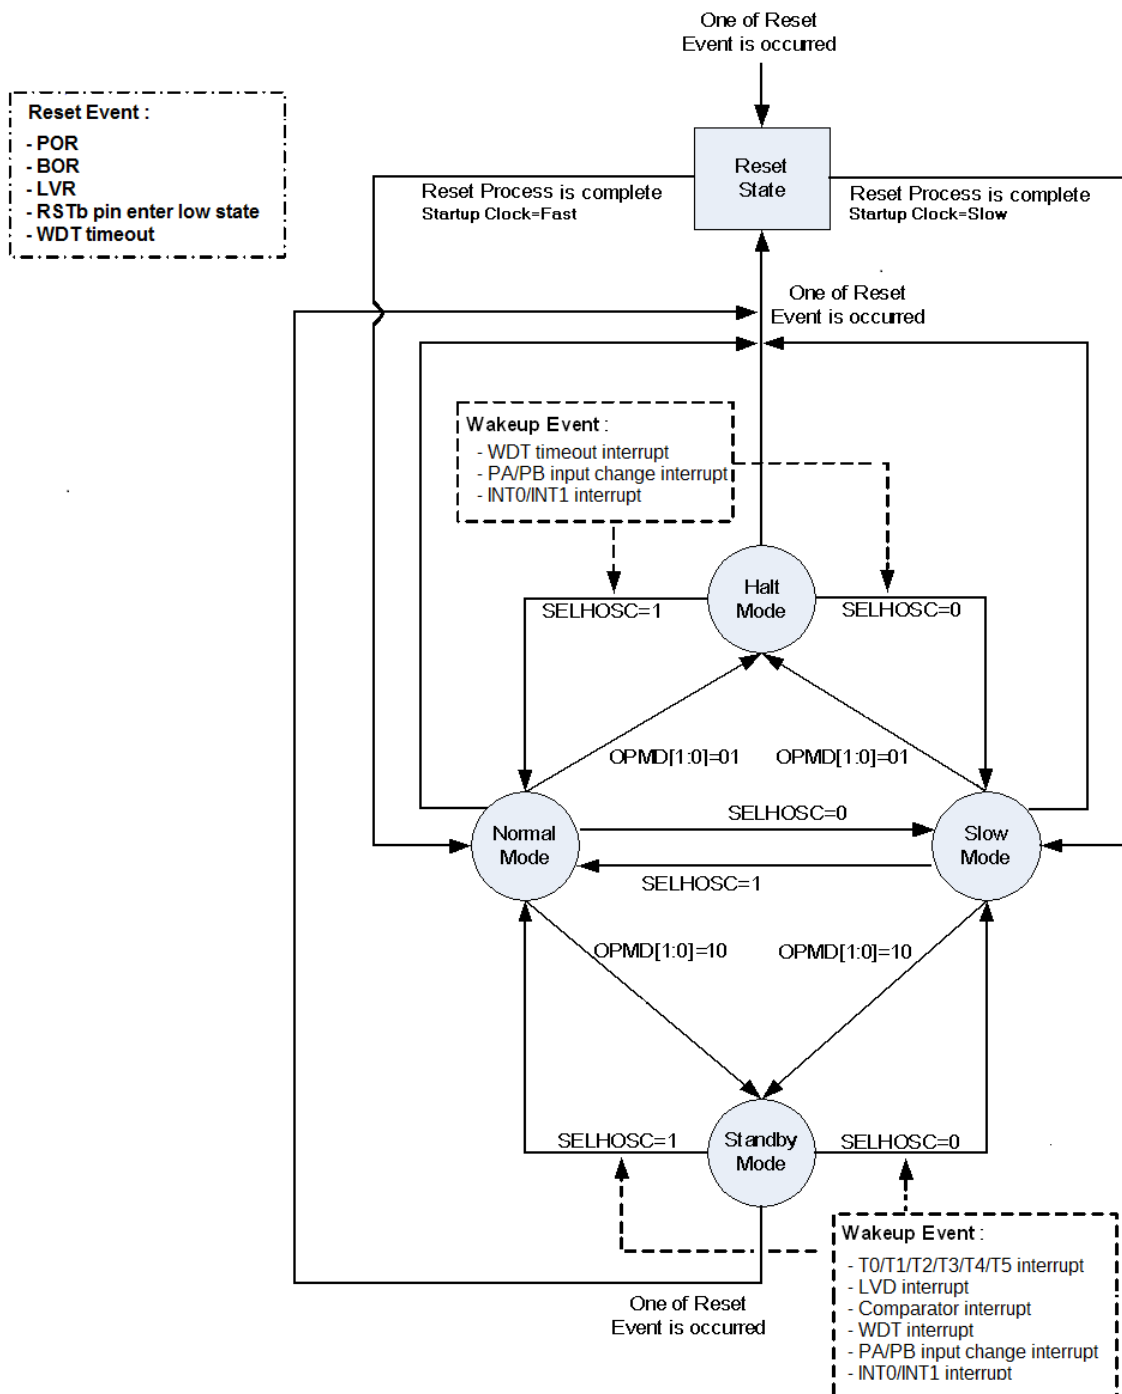 One of Reset
Event is occurred
Reset Event :
- POR
- BOR
- LVR
- RSTb pin enter low state
- WDT timeout
Reset
State
Reset Process is complete
Startup Clock=Fast
Reset Process is complete
Startup Clock=Slow
One of Reset
Event is occurred
Wakeup Event :
- WDT timeout interrupt
- PA/PB input change interrupt
- INT0/INT1 interrupt
Halt
Mode
SELHOSC=1
SELHOSC=0
OPMD[1:0]=01
OPMD[1:0]=01
SELHOSC=0
Normal
Mode
Slow
Mode
SELHOSC=1
OPMD[1:0]=10
OPMD[1:0]=10
SELHOSC=1
Standby
Mode
SELHOSC=0
Wakeup Event :
- T0/T1/T2/T3/T4/T5 interrupt
- LVD interrupt
- Comparator interrupt
- WDT interrupt
- PA/PB input change interrupt
- INT0/INT1 interrupt
One of Reset
Event is occurred